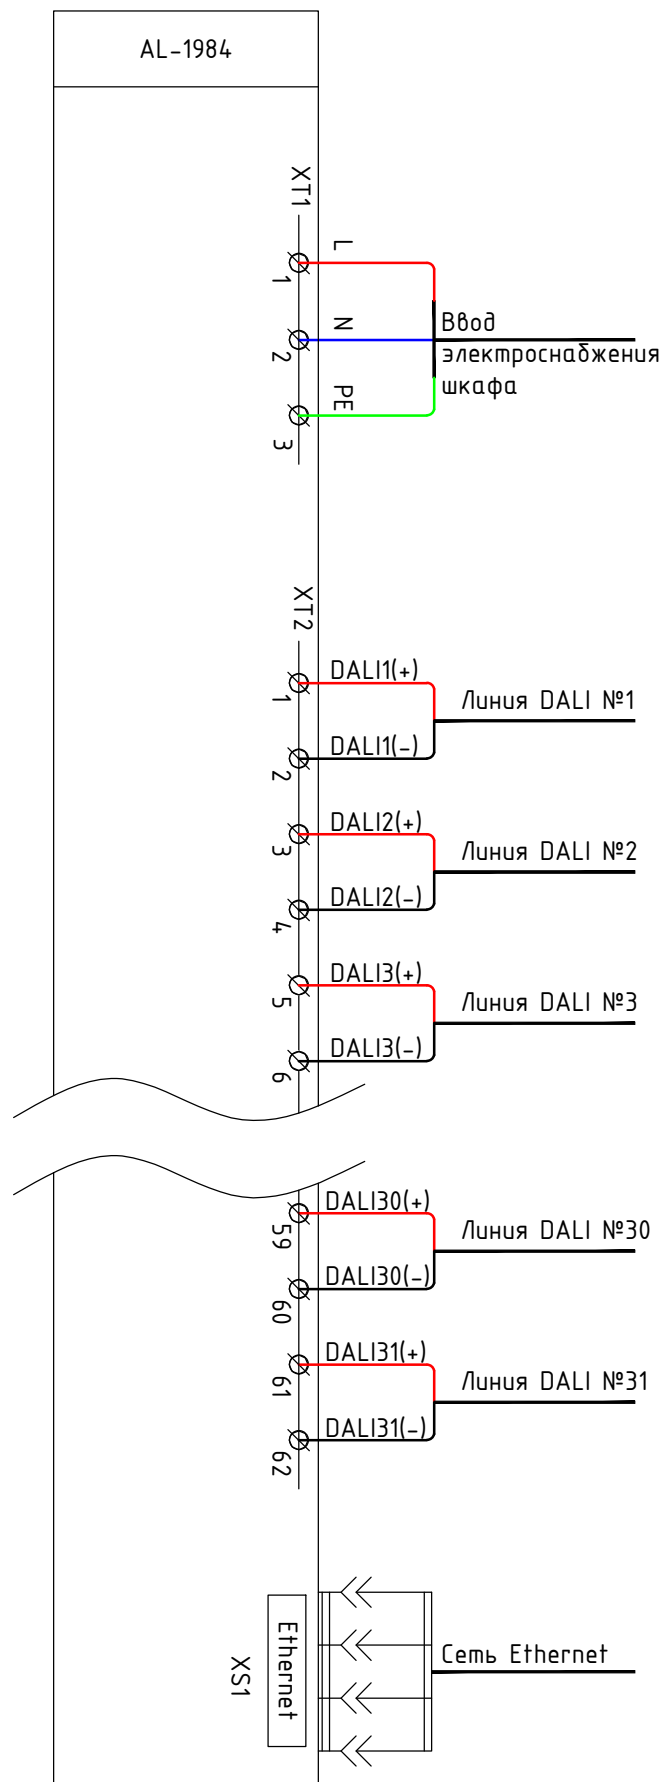 AL-1984
XT1
L
1
Ввод
N
2
электроснабжения
шкафа
PE
3
XT2
DALI1(+)
1
Линия DALI №1
DALI1(-)
2
DALI2(+)
3
Линия DALI №2
DALI2(-)
4
DALI3(+)
5
Линия DALI №3
DALI3(-)
6
DALI30(+)
59
Линия DALI №30
DALI30(-)
60
DALI31(+)
61
Линия DALI №31
DALI31(-)
62
Ethernet
XS1
Сеть Ethernet